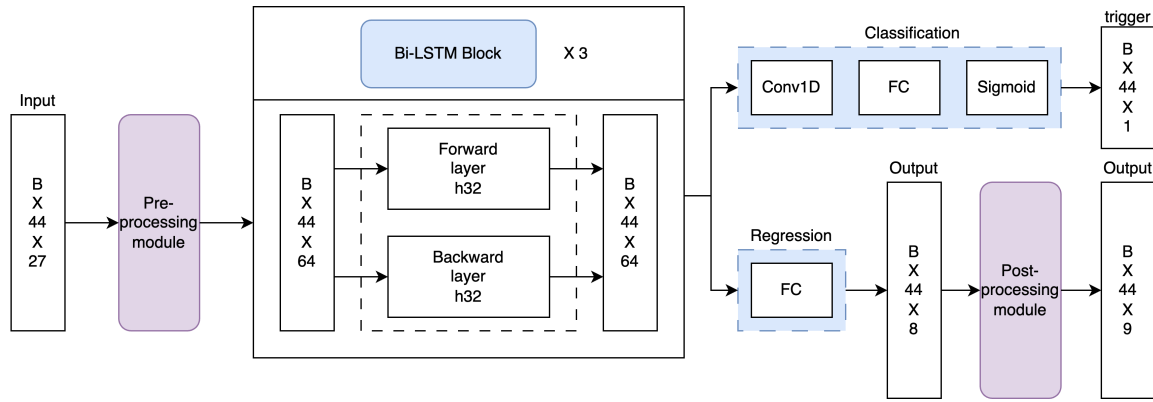 Input
B
X
44
X
27
Pre-
processing
module
Bi-LSTM Block
X 3
B
X
44
X
64
Forward
layer
h32
Backward
layer
h32
B
X
44
X
64
Classification
Conv1D
FC
Sigmoid
trigger
B
X
44
X
1
Regression
FC
Output
B
X
44
X
8
Post-
processing
module
Output
B
X
44
X
9